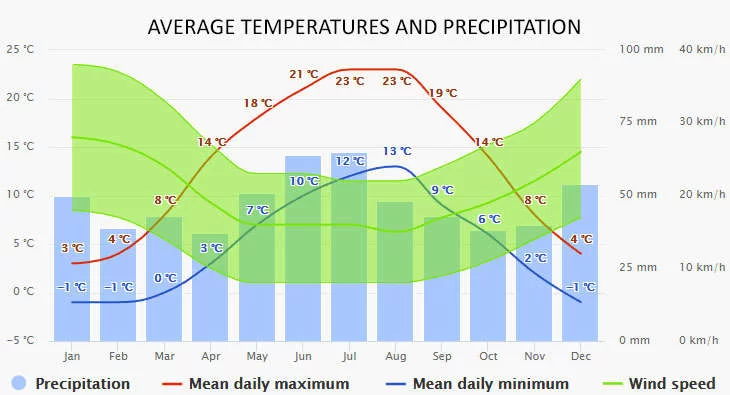 AVERAGE TEMPERATURES AND PRECIPITATION
25 °C 100 mm 40 km/h
21 °C 23 °C 23 °C
20 °C 18 °C 19 °C
75 mm 30 km/h
15 °C 14 °C 12 °C 13 °C 14 °C
10 °C 8 °C 10 °C 9 °C 8 °C 50 mm 20 km/h
7 °C 6 °C
5 °C 3 °C 4 °C 3 °C 2 °C 4 °C
25 mm 10 km/h
0 °C −1 °C −1 °C 0 °C −1 °C
−5 °C 0 mm 0 km/h
Jan Feb Mar Apr May Jun Jul Aug Sep Oct Nov Dec
Precipitation Mean daily maximum Mean daily minimum Wind speed